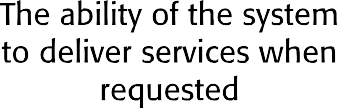 The ability of the system
to deliver services when
requested